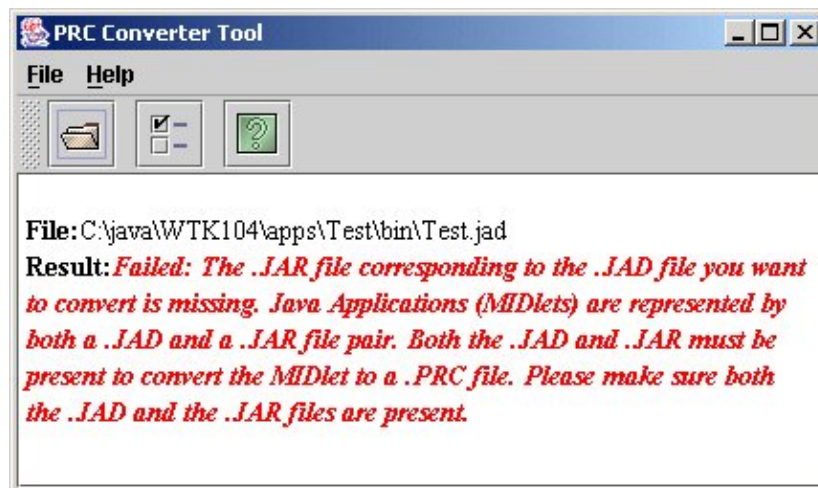 PRC Converter Tool
File Help
File:C:\java\WTK104\apps\Test\bin\Test.jad
Result:Failed: The .JAR file corresponding to the .JAD file you want
to convert is missing. Java Applications (MIDlets) are represented by
both a .JAD and a .JAR file pair. Both the .JAD and .JAR must be
present to convert the MIDlet to a .PRC file. Please make sure both
the .JAD and the .JAR files are present.